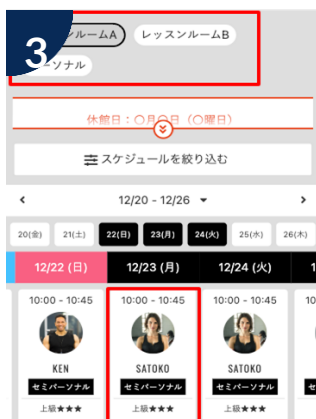 3
ンルームA レッスンルームB
ーソナル
休館日：〇月〇日（〇曜日）
スケジュールを絞り込む
12/20 - 12/26
20(金) 21(土) 22(日) 23(月) 24(火) 25(水) 26(木)
12/22 (日) 12/23 (月) 12/24 (火) 1
10:00 - 10:45 10:00 - 10:45 10:00 - 10:45 10
KEN SATOKO SATOKO
セミパーソナル セミパーソナル セミパーソナル セ
上級★★★ 上級★★★ 上級★★★